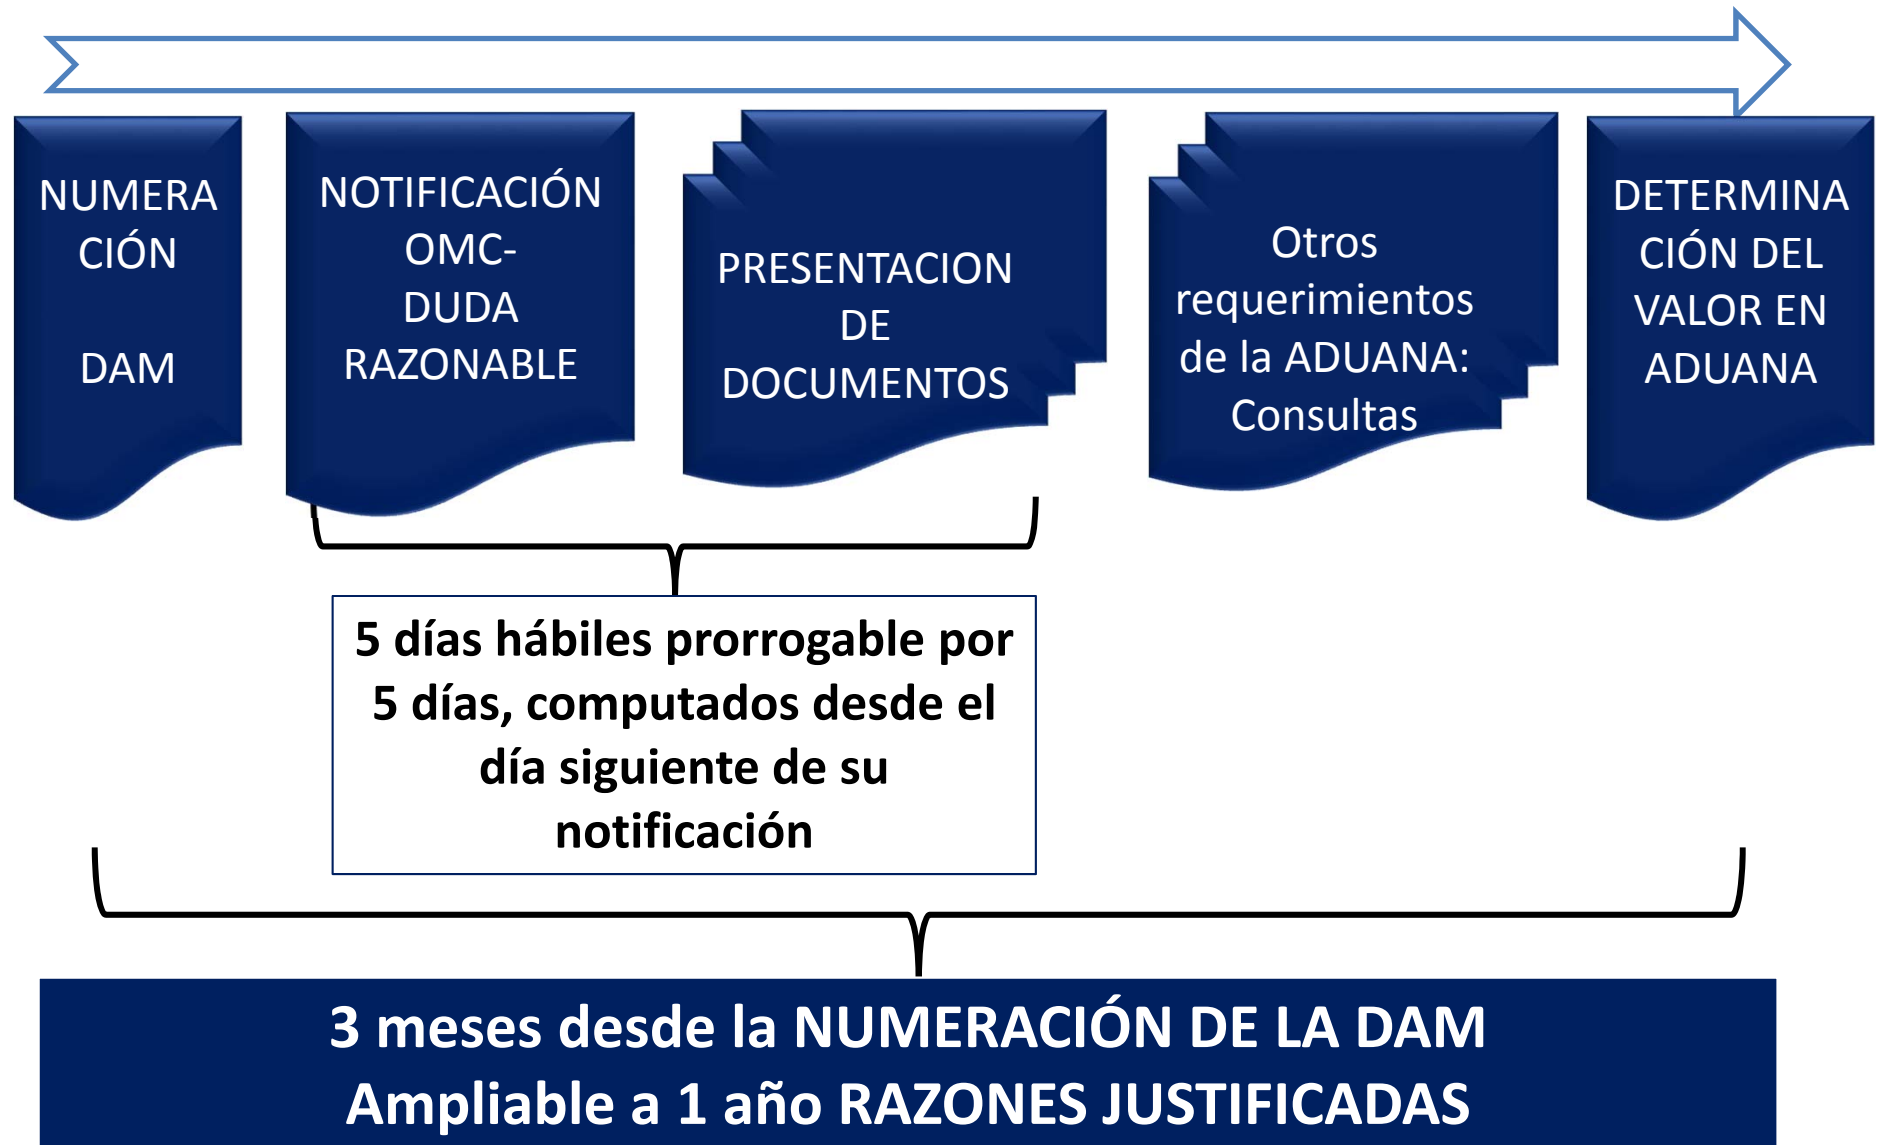 NUMERA
CIÓN
DAM
NOTIFICACIÓN
OMC-
DUDA
RAZONABLE
PRESENTACION
DE
DOCUMENTOS
Otros
requerimientos
de la ADUANA:
Consultas
DETERMINA
CIÓN DEL
VALOR EN
ADUANA
5 días hábiles prorrogable por
5 días, computados desde el
día siguiente de su
notificación
3 meses desde la NUMERACIÓN DE LA DAM
Ampliable a 1 año RAZONES JUSTIFICADAS